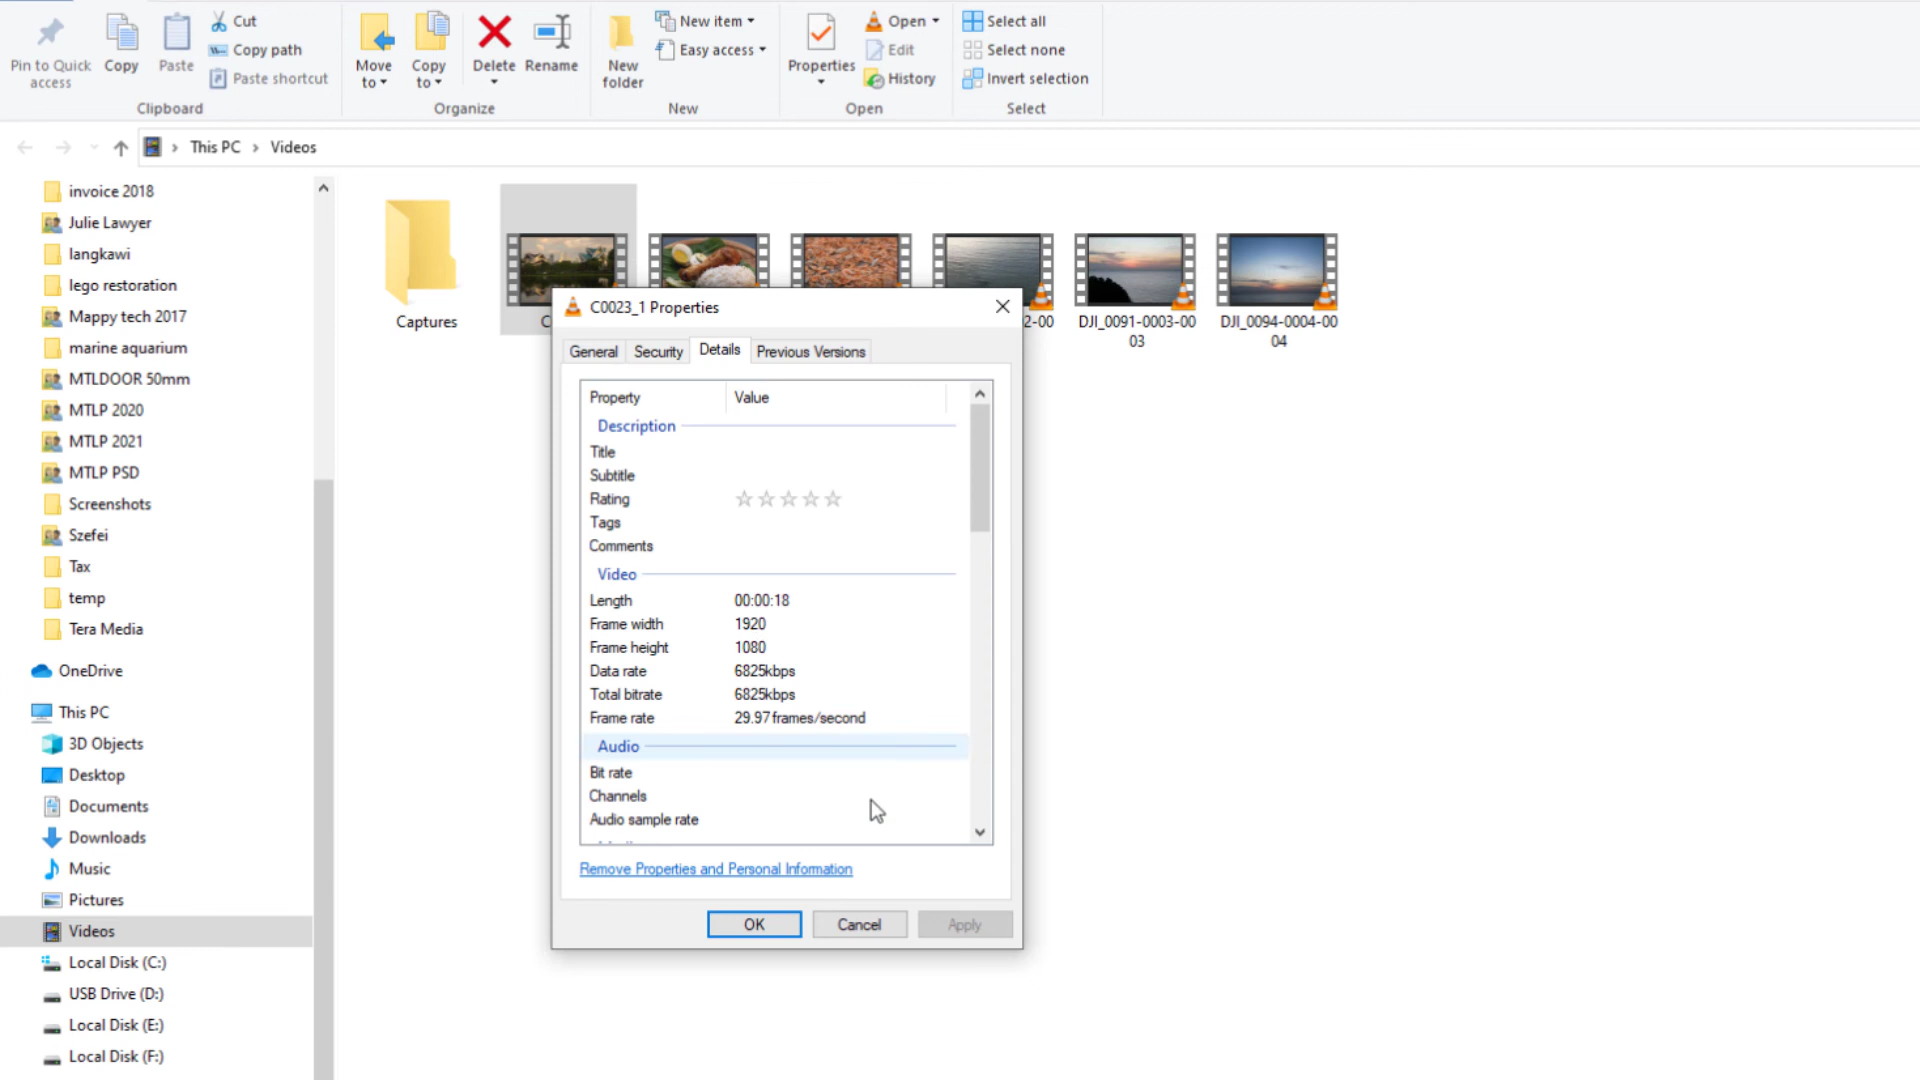 Pin to Quick access
Copy
Paste
Cut
Copy path
Paste shortcut
Clipboard
Move to
Copy to
Delete
Rename
Organize
New folder
New item
Easy access
New
Properties
Open
Edit
History
Open
Select all
Select none
Invert selection
Select
This PC
Videos
invoice 2018
Julie Lawyer
langkawi
lego restoration
Mappy tech 2017
marine aquarium
MTLDOOR 50mm
MTLP 2020
MTLP 2021
MTLP PSD
Screenshots
Szefei
Tax
temp
Tera Media
OneDrive
This PC
3D Objects
Desktop
Documents
Downloads
Music
Pictures
Videos
Local Disk (C:)
USB Drive (D:)
Local Disk (E:)
Local Disk (F:)
Captures
2-00
DJI_0091-0003-00
03
DJI_0094-0004-00
04
C0023_1 Properties
General
Security
Details
Previous Versions
Property Value
Description
Title
Subtitle
Rating
Tags
Comments
Video
Length 00:00:18
Frame width 1920
Frame height 1080
Data rate 6825kbps
Total bitrate 6825kbps
Frame rate 29.97 frames/second
Audio
Bit rate
Channels
Audio sample rate
Remove Properties and Personal Information
OK
Cancel
Apply